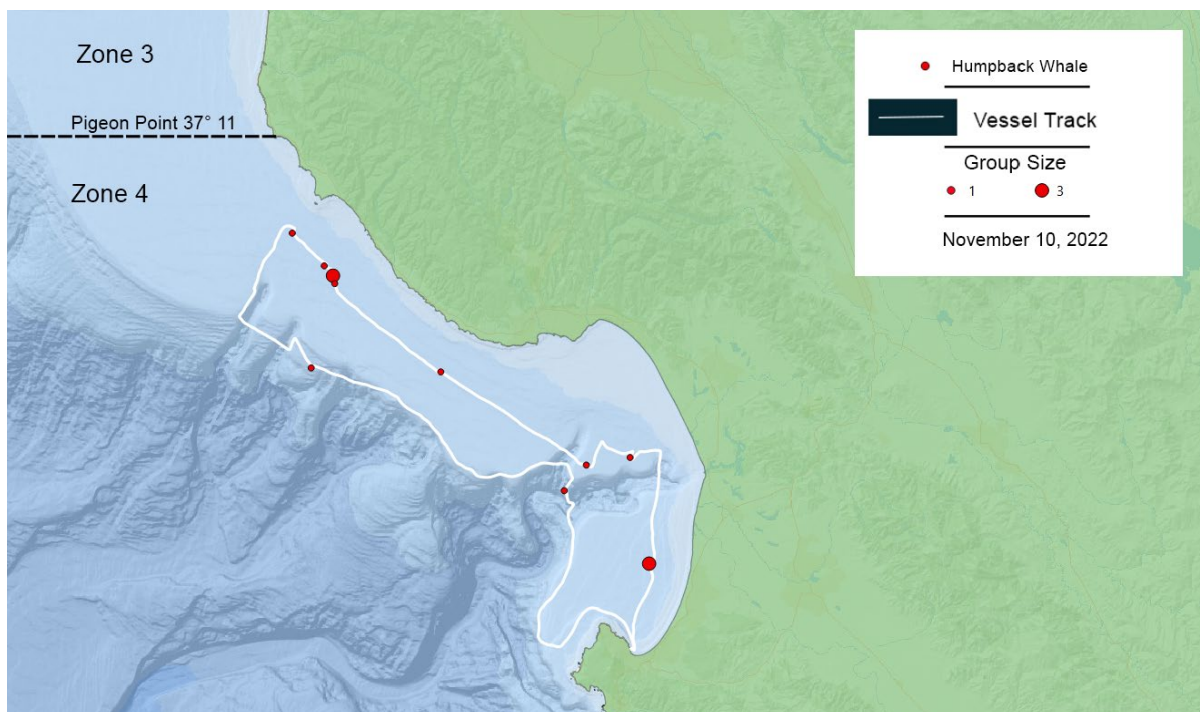 Zone 3
Pigeon Point 37° 11
Zone 4
Humpback Whale
Vessel Track
Group Size
1 3
November 10, 2022